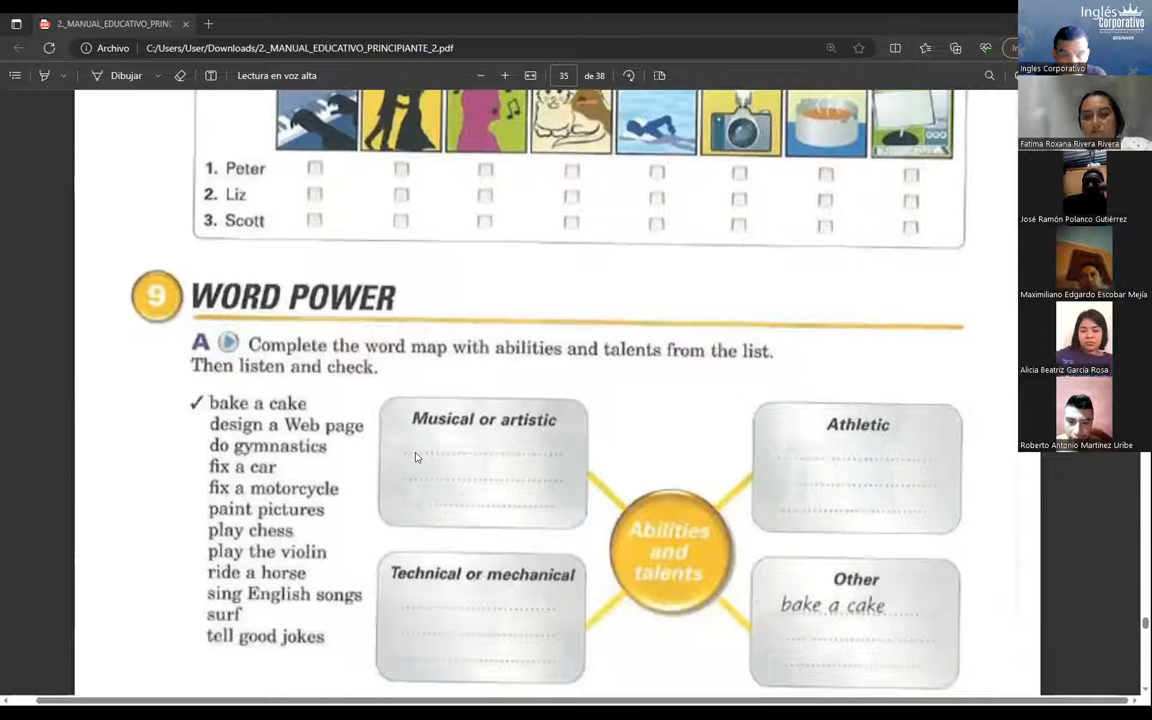 2._MANUAL_EDUCATIVO_PRINC
Archivo
C:/Users/User/Downloads/2._MANUAL_EDUCATIVO_PRINCIPIANTE_2.pdf
Dibujar
Lectura en voz alta
35
de 38
Inglés
Corporativo
BEGINNER
Ingles Corporativo
Fatima Roxana Rivera Rivera
José Ramón Polanco Gutiérrez
Maximiliano Edgardo Escobar Mejía
Alicia Beatriz García Rosa
Roberto Antonio Martínez Uribe
1. Peter
2. Liz
3. Scott
9 WORD POWER
A Complete the word map with abilities and talents from the list.
Then listen and check.
✓ bake a cake
design a Web page
do gymnastics
fix a car
fix a motorcycle
paint pictures
play chess
play the violin
ride a horse
sing English songs
surf
tell good jokes
Musical or artistic
Athletic
Abilities
and
talents
Technical or mechanical
Other
bake a cake